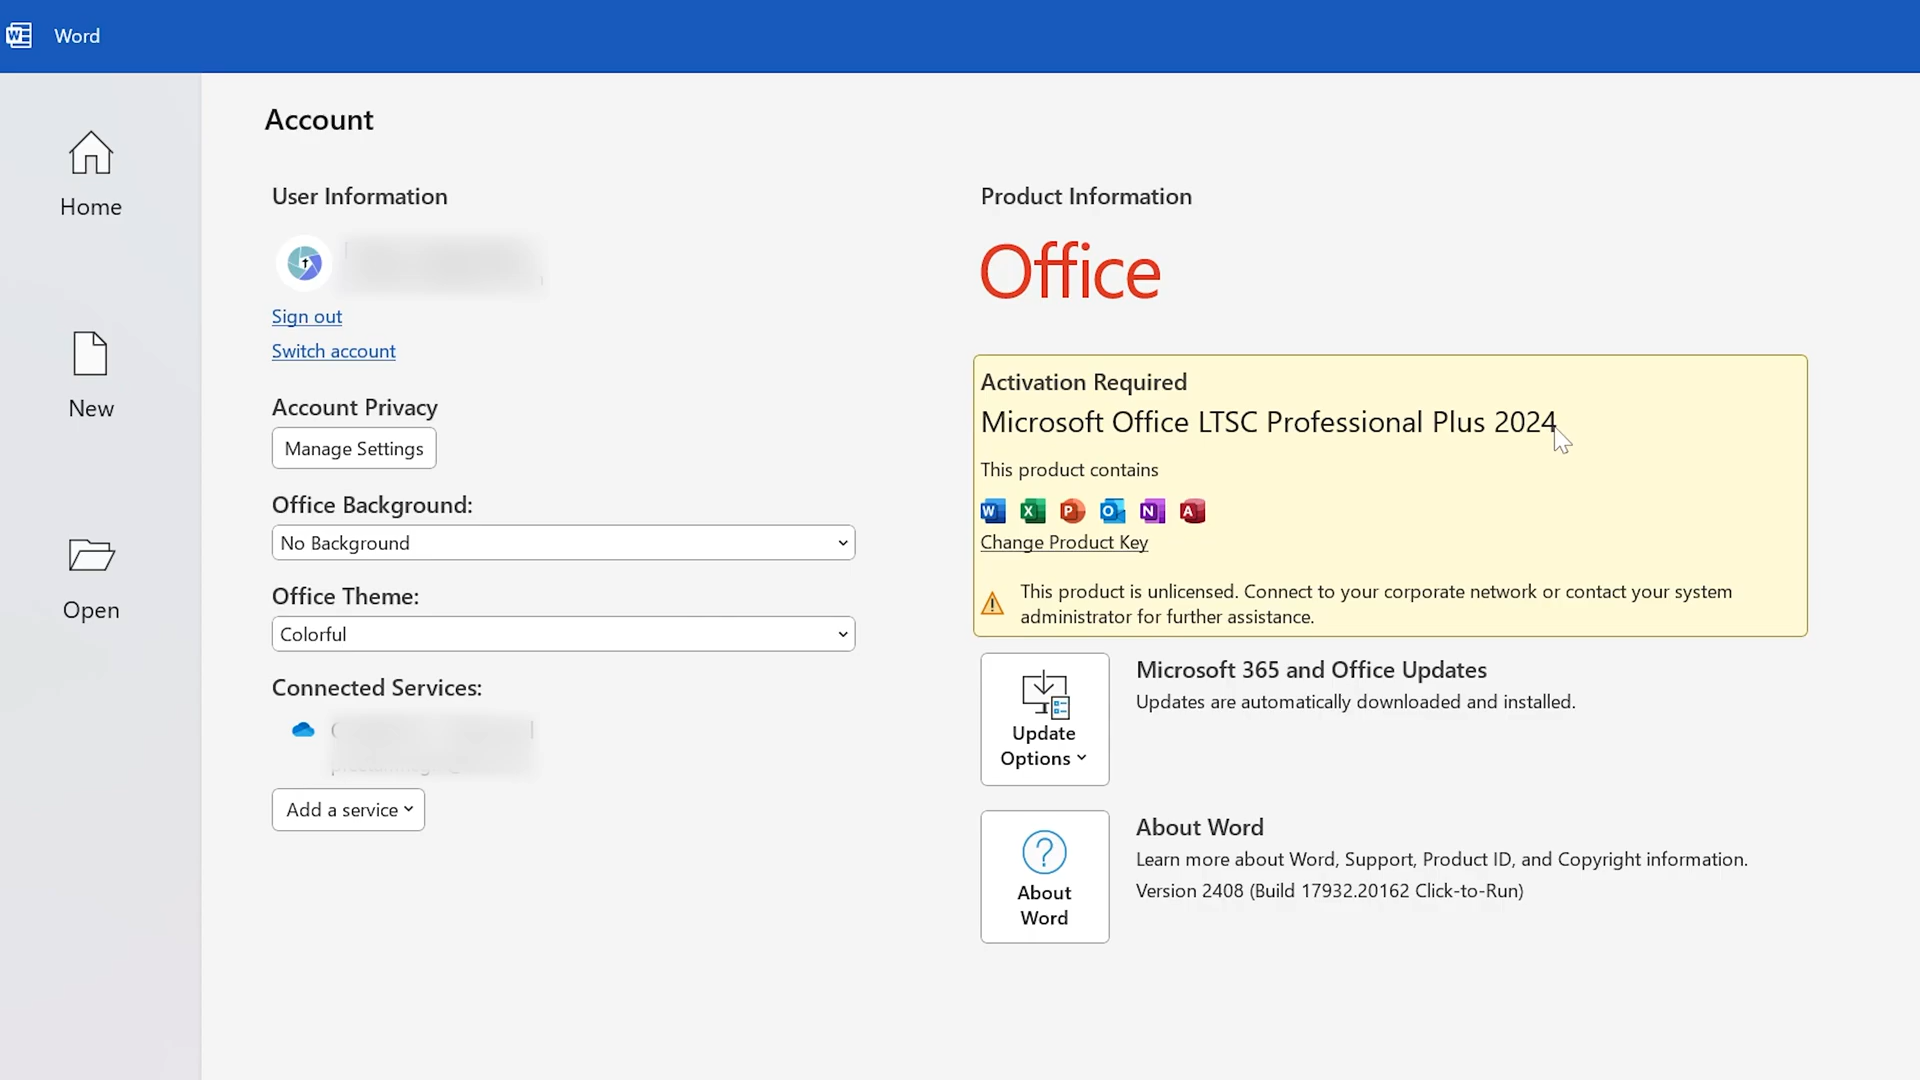 Word
Home
New
Open
Account
User Information
Sign out
Switch account
Account Privacy
Manage Settings
Office Background:
No Background
Office Theme:
Colorful
Connected Services:
Add a service
Product Information
Office
Activation Required
Microsoft Office LTSC Professional Plus 2024
This product contains
Change Product Key
This product is unlicensed. Connect to your corporate network or contact your system
administrator for further assistance.
Update
Options
Microsoft 365 and Office Updates
Updates are automatically downloaded and installed.
About
Word
About Word
Learn more about Word, Support, Product ID, and Copyright information.
Version 2408 (Build 17932.20162 Click-to-Run)